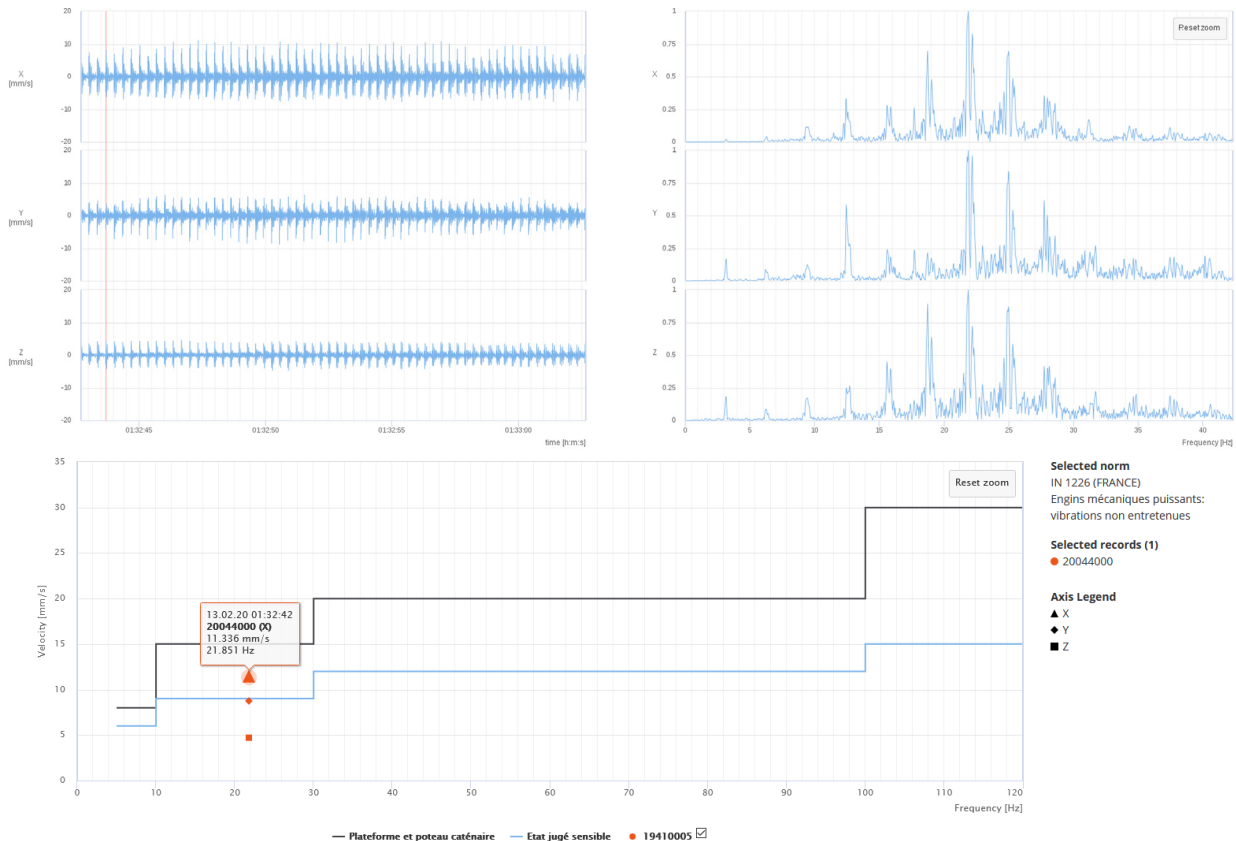 20
10
X
[mm/s]
0
-10
-20
20
10
Y
[mm/s]
0
-10
-20
20
10
Z
[mm/s]
0
-10
-20
01:32:45
01:32:50
01:32:55
01:33:00
time [h:m:s]
1
Reset zoom
0.75
X
0.5
0.25
0
1
0.75
Y
0.5
0.25
0
1
0.75
Z
0.5
0.25
0
0
5
10
15
20
25
30
35
40
Frequency [Hz]
35
30
25
20
15
10
5
0
Velocity [mm/s]
Reset zoom
13.02.20 01:32:42
20044000 (X)
11.336 mm/s
21.851 Hz
0
10
20
30
40
50
60
70
80
90
100
110
120
Frequency [Hz]
Plateforme et poteau caténaire
Etat jugé sensible
19410005
Selected norm
IN 1226 (FRANCE)
Engins mécaniques puissants:
vibrations non entretenues
Selected records (1)
20044000
Axis Legend
X
Y
Z